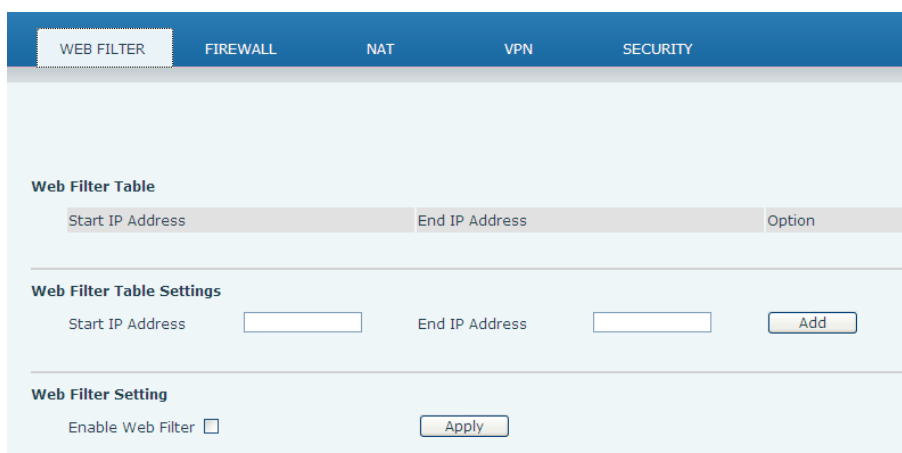 WEB FILTER FIREWALL NAT VPN SECURITY
Web Filter Table
Start IP Address End IP Address Option
Web Filter Table Settings
Start IP Address End IP Address Add
Web Filter Setting
Enable Web Filter Apply